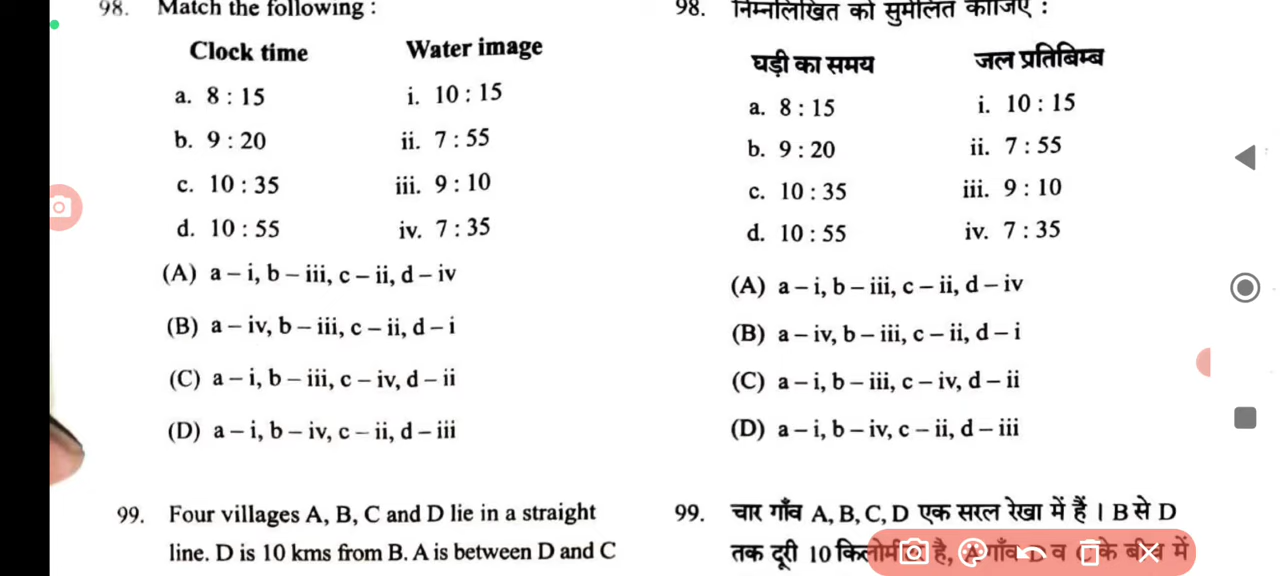 98. Match the following :
Clock time Water image
a. 8 : 15 i. 10 : 15
b. 9 : 20 ii. 7 : 55
c. 10 : 35 iii. 9 : 10
d. 10 : 55 iv. 7 : 35
(A) a – i, b – iii, c – ii, d – iv
(B) a – iv, b – iii, c – ii, d – i
(C) a – i, b – iii, c – iv, d – ii
(D) a – i, b – iv, c – ii, d – iii
99. Four villages A, B, C and D lie in a straight
line. D is 10 kms from B. A is between D and C
98. निम्नलिखित को सुमेलित कीजिए :
घड़ी का समय जल प्रतिबिम्ब
a. 8 : 15 i. 10 : 15
b. 9 : 20 ii. 7 : 55
c. 10 : 35 iii. 9 : 10
d. 10 : 55 iv. 7 : 35
(A) a – i, b – iii, c – ii, d – iv
(B) a – iv, b – iii, c – ii, d – i
(C) a – i, b – iii, c – iv, d – ii
(D) a – i, b – iv, c – ii, d – iii
99. चार गाँव A, B, C, D एक सरल रेखा में हैं । B से D
तक दूरी 10 है, A गाँव व के बीच में